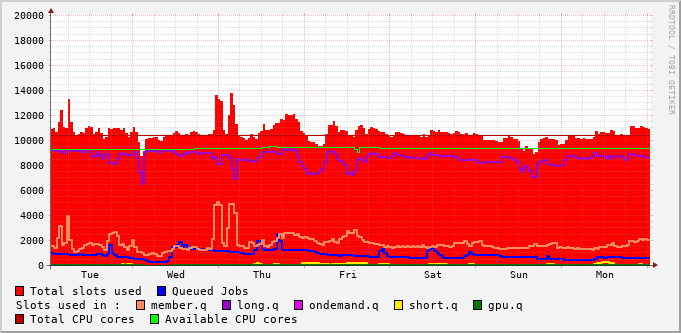 20000
18000
16000
14000
12000
10000
8000
6000
4000
2000
0
Tue Wed Thu Fri Sat Sun Mon
RRDTOOL / TOBI OETIKER
Total slots used Queued Jobs
Slots used in : member.q long.q ondemand.q short.q gpu.q
Total CPU cores Available CPU cores